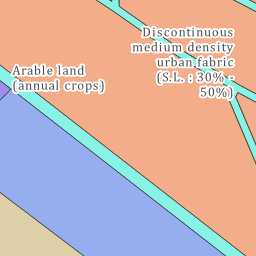 Discontinuous
medium density
urban fabric
(S.L. : 30% -
50%)
Arable land
(annual crops)